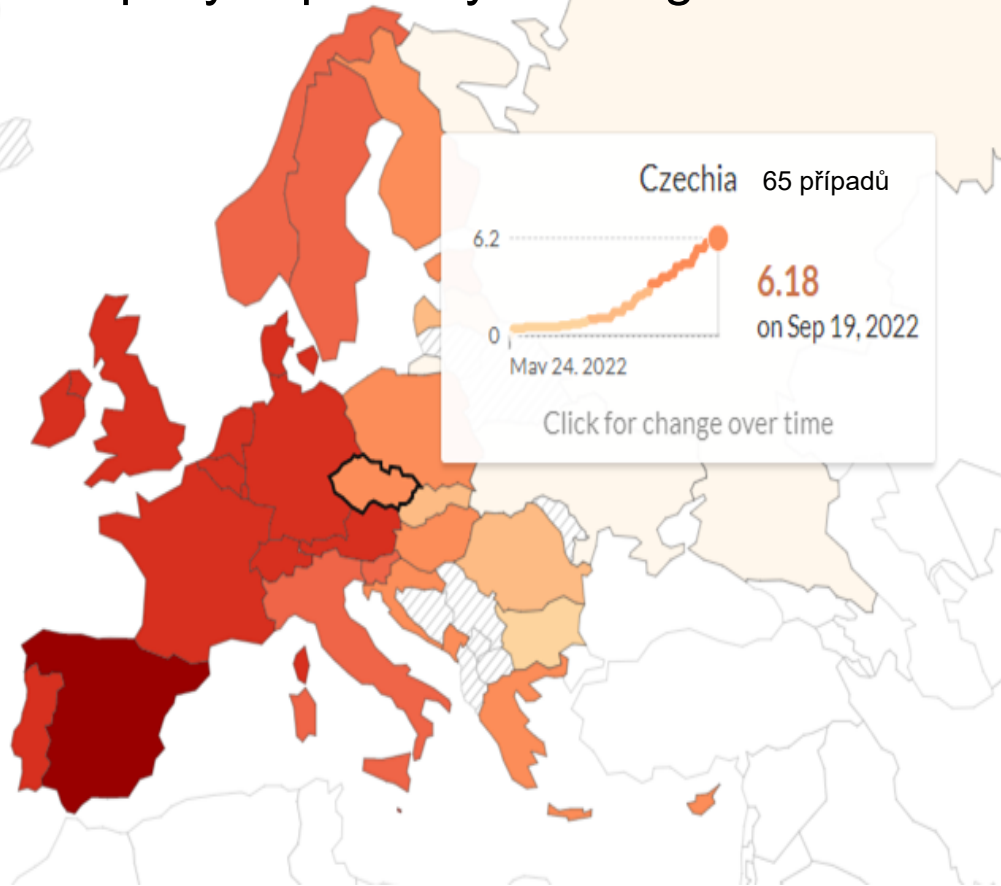 Czechia 65 případů
6.2
6.18
on Sep 19, 2022
0
May 24. 2022
Click for change over time